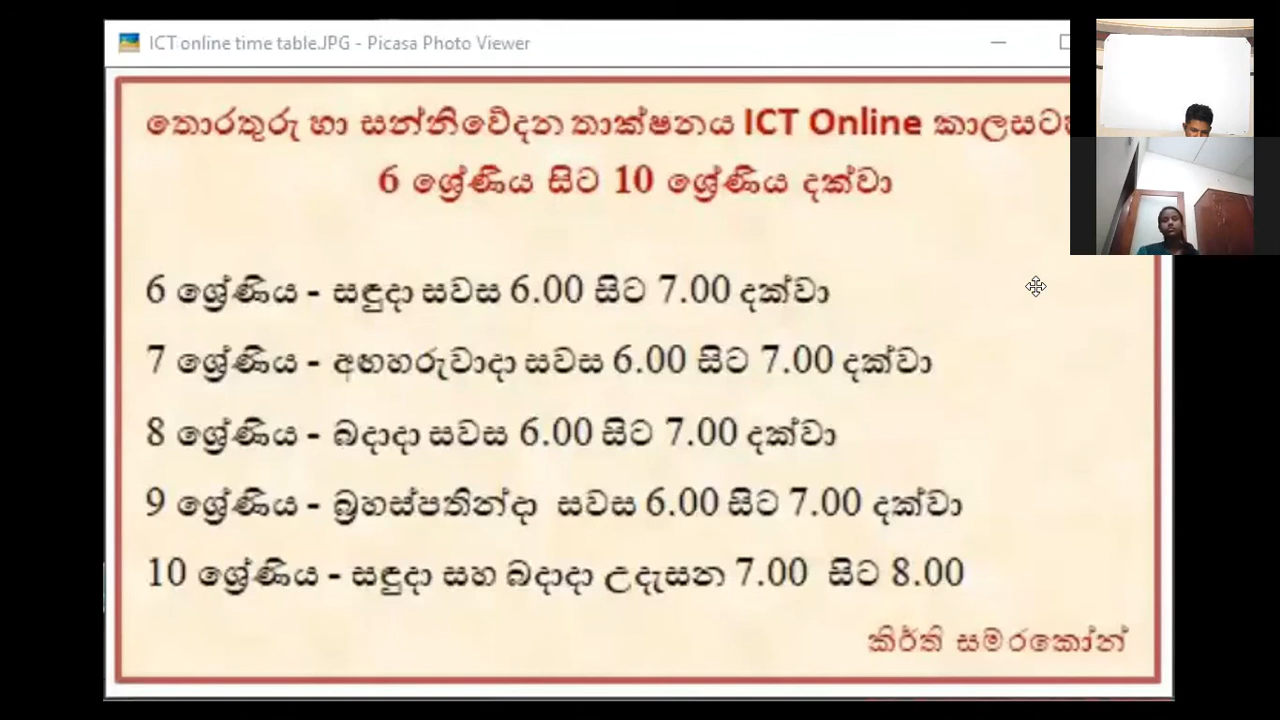 ICT online time table.JPG - Picasa Photo Viewer
තොරතුරු හා සන්නිවේදන තාක්ෂනය ICT Online
6 ශ්‍රේණිය සිට 10 ශ්‍රේණිය දක්වා
6 ශ්‍රේණිය - සඳුදා සවස 6.00 සිට 7.00 දක්වා
7 ශ්‍රේණිය - අඟහරුවාදා සවස 6.00 සිට 7.00 දක්වා
8 ශ්‍රේණිය - බදාදා සවස 6.00 සිට 7.00 දක්වා
9 ශ්‍රේණිය - බ්‍රහස්පතින්දා සවස 6.00 සිට 7.00 දක්වා
10 ශ්‍රේණිය - සඳුදා සහ බදාදා උදැසන 7.00 සිට 8.00
කිර්ති සමරකෝන්